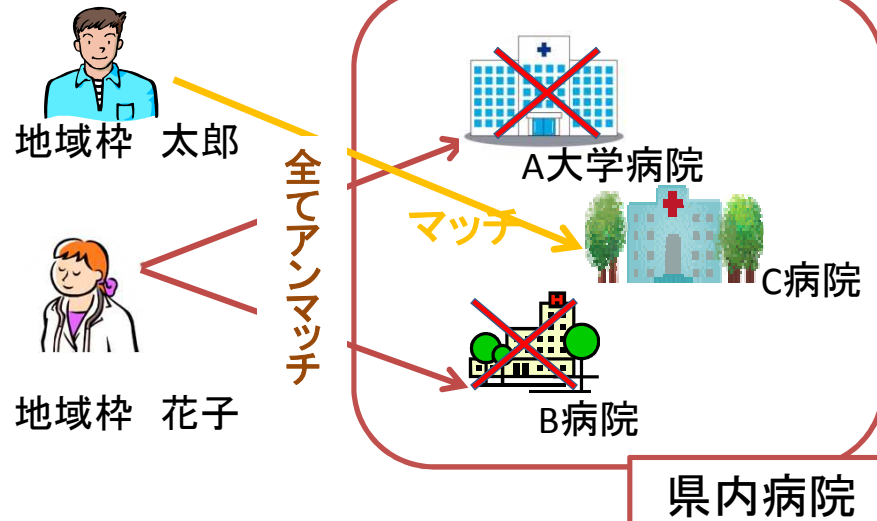 地域枠　太郎
全てアンマッチ
A大学病院
マッチ
C病院
H
B病院
地域枠　花子
県内病院